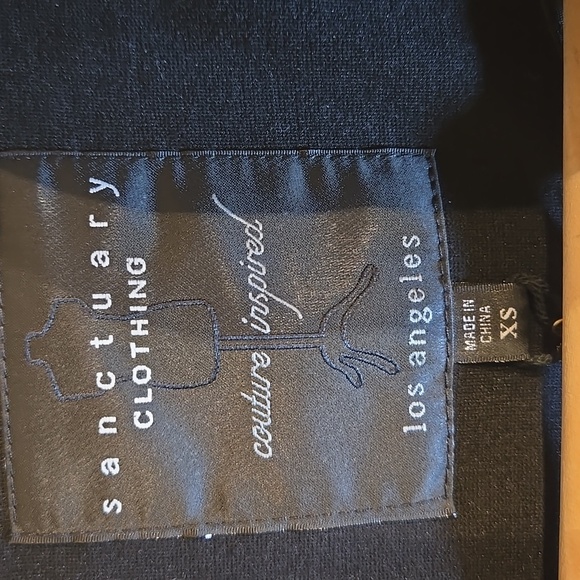 sanctuary
CLOTHING
couture inspired
los angeles
MADE IN
CHINA
XS